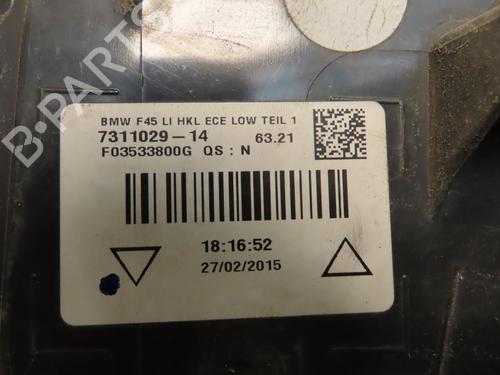 BMW F45 LI HKL ECE LOW TEIL 1
7311029-14 63.21
F03533800G QS : N
18:16:52
27/02/2015
B-PARTS